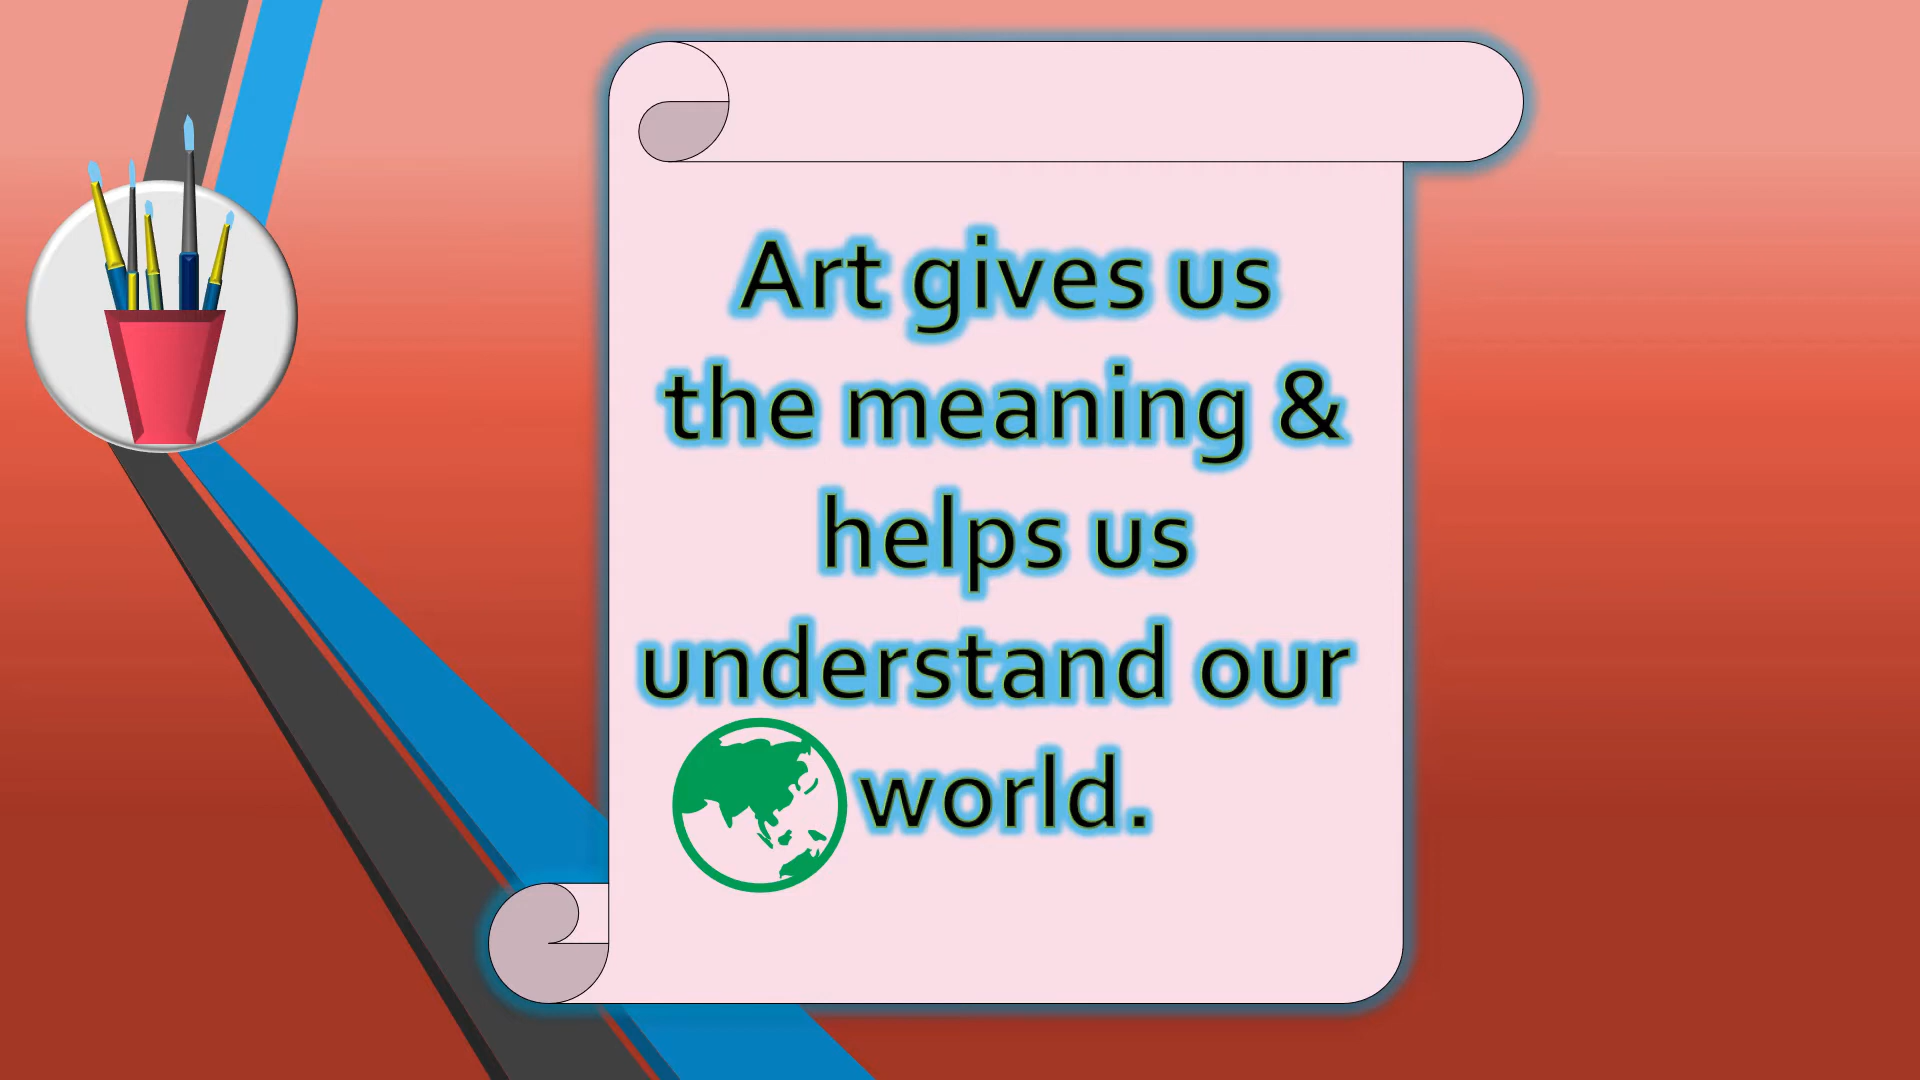 Art gives us
the meaning &
helps us
understand our
world.